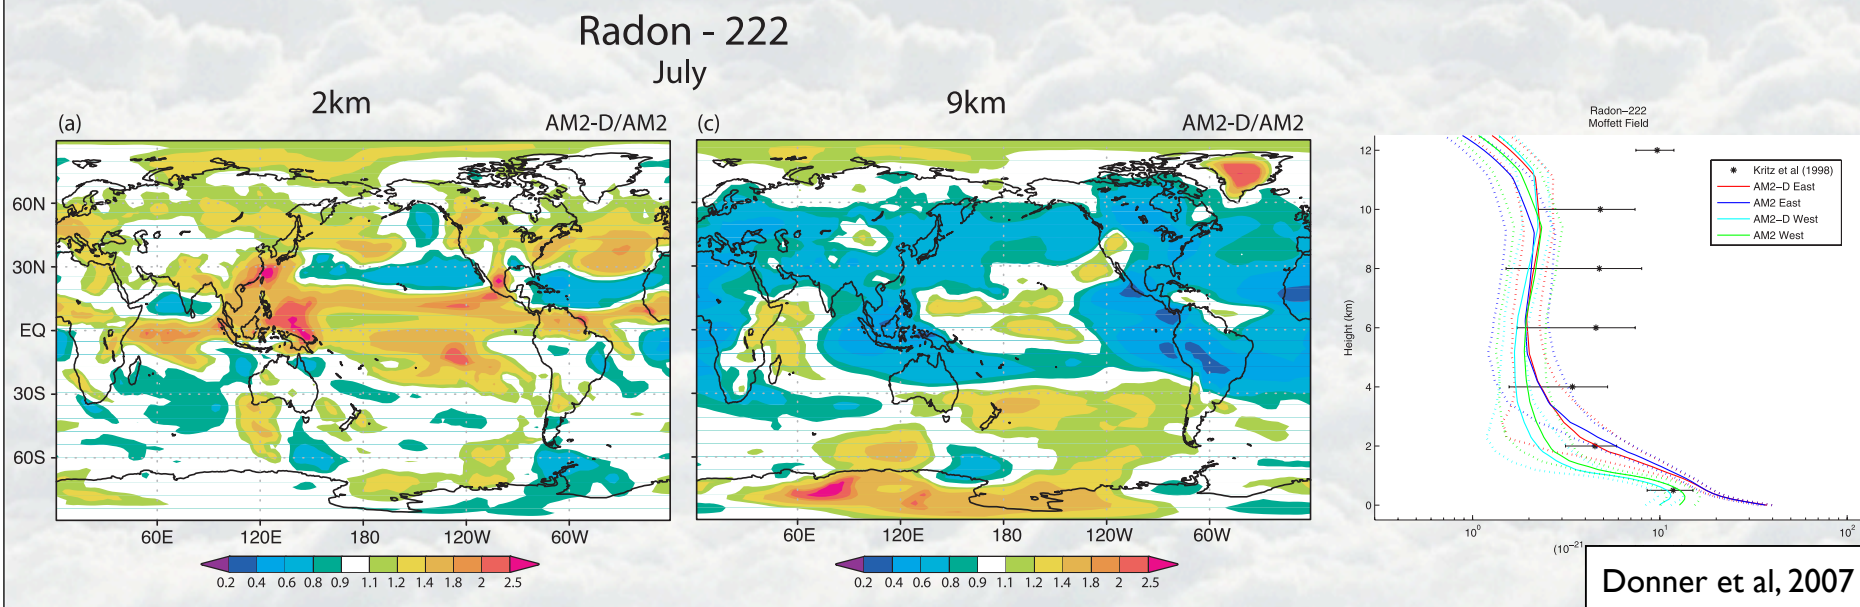 Radon - 222
July
2km
9km
(a)
AM2-D/AM2
(c)
AM2-D/AM2
60N
30N
EQ
30S
60S
60E
120E
180
120W
60W
60E
120E
180
120W
60W
0.2 0.4 0.6 0.8 0.9 1.1 1.2 1.4 1.8 2 2.5
0.2 0.4 0.6 0.8 0.9 1.1 1.2 1.4 1.8 2 2.5
Radon–222
Moffett Field
Height (km)
12
10
8
6
4
2
0
Kritz et al (1998)
AM2–D East
AM2 East
AM2–D West
AM2 West
10⁰
10¹
10²
(10⁻²¹
Donner et al, 2007